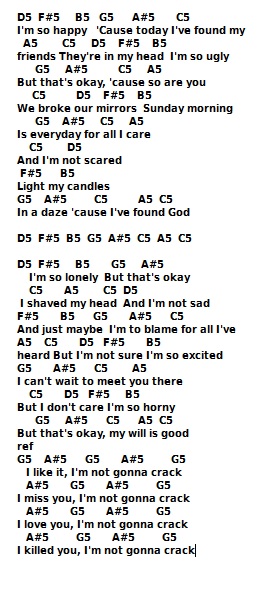 D5 F#5 B5 G5 A#5 C5
I'm so happy 'Cause today I've found my
A5 C5 D5 F#5 B5
friends They're in my head I'm so ugly
G5 A#5 C5 A5
But that's okay, 'cause so are you
C5 D5 F#5 B5
We broke our mirrors Sunday morning
G5 A#5 C5 A5
Is everyday for all I care
C5 D5
And I'm not scared
F#5 B5
Light my candles
G5 A#5 C5 A5 C5
In a daze 'cause I've found God
D5 F#5 B5 G5 A#5 C5 A5 C5
D5 F#5 B5 G5 A#5
I'm so lonely But that's okay
C5 A5 C5 D5
I shaved my head And I'm not sad
F#5 B5 G5 A#5 C5
And just maybe I'm to blame for all I've
A5 C5 D5 F#5 B5
heard But I'm not sure I'm so excited
G5 A#5 C5 A5
I can't wait to meet you there
C5 D5 F#5 B5
But I don't care I'm so horny
G5 A#5 C5 A5 C5
But that's okay, my will is good
ref
G5 A#5 G5 A#5 G5
I like it, I'm not gonna crack
A#5 G5 A#5 G5
I miss you, I'm not gonna crack
A#5 G5 A#5 G5
I love you, I'm not gonna crack
A#5 G5 A#5 G5
I killed you, I'm not gonna crack